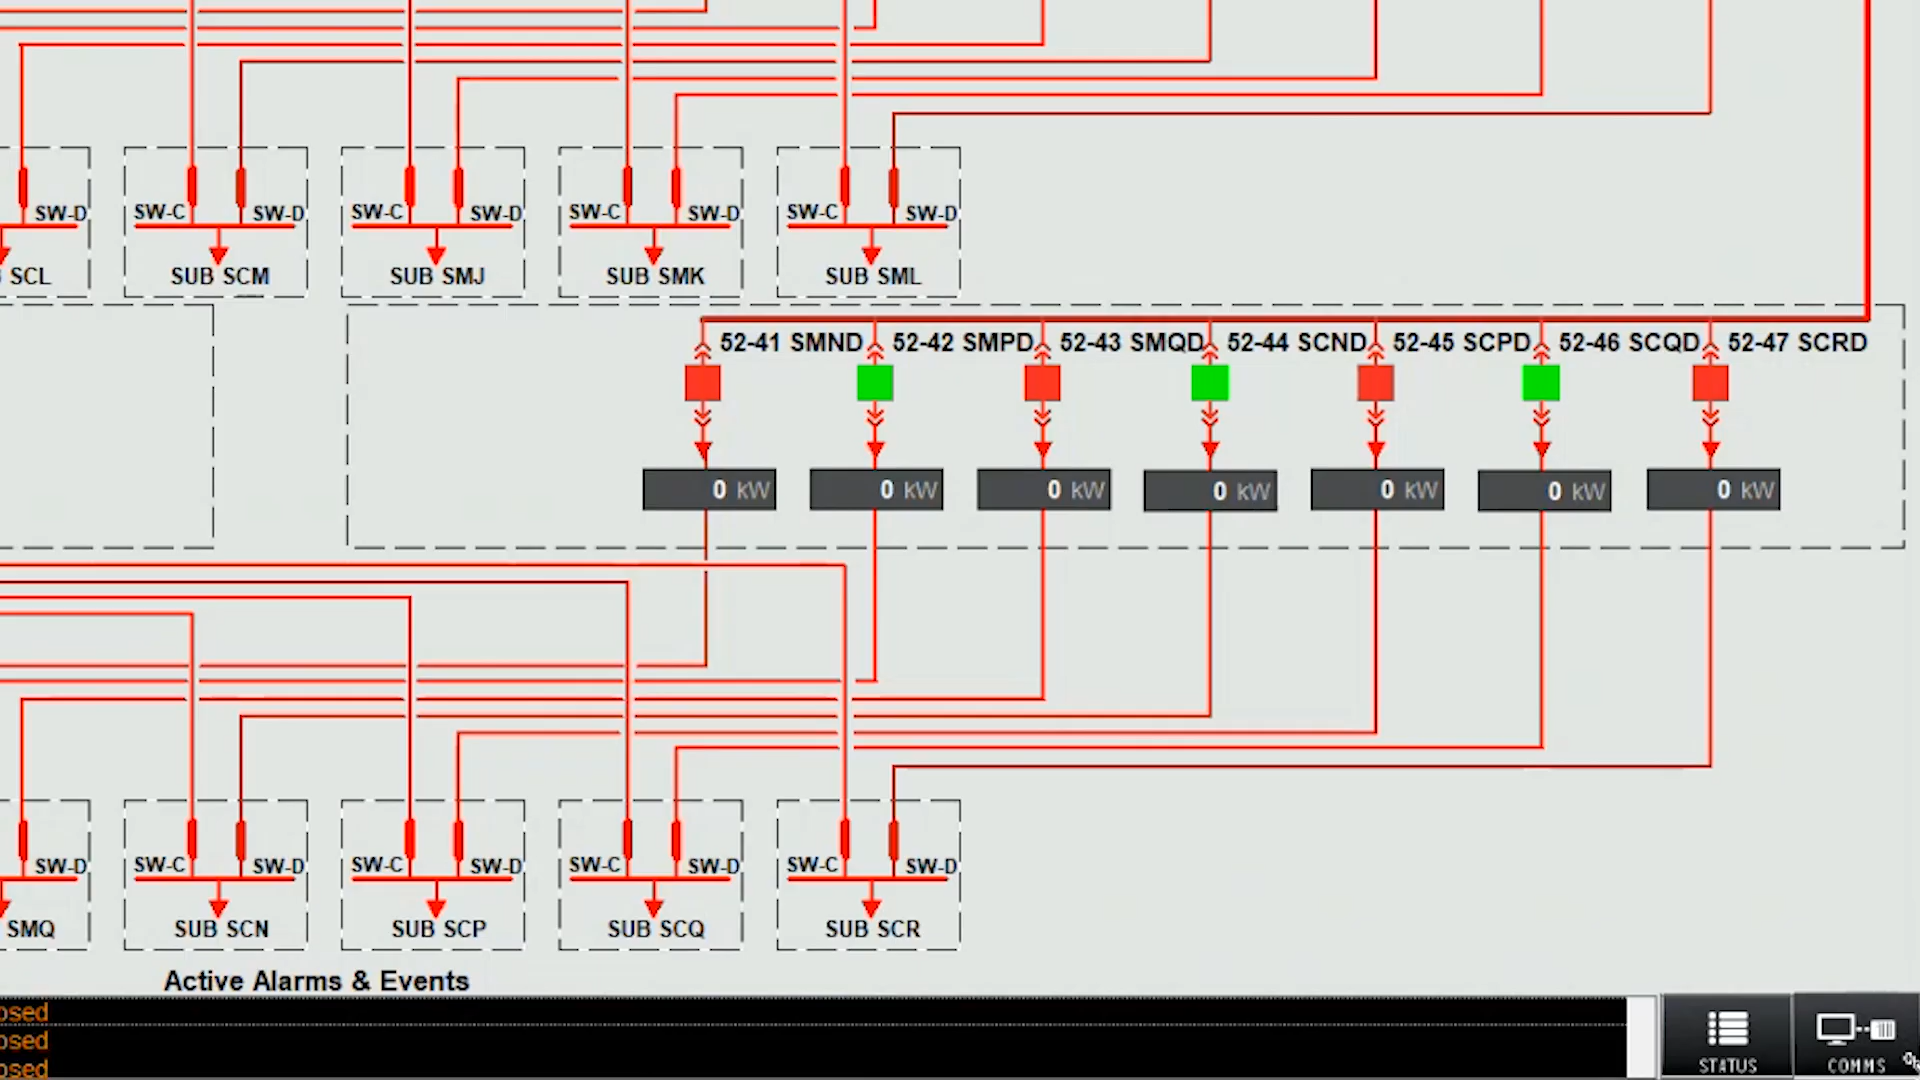 SW-D SW-C SW-D SW-C SW-D SW-C SW-D SW-C SW-D
SCL SUB SCM SUB SMJ SUB SMK SUB SML
52-41 SMND 52-42 SMPD 52-43 SMQD 52-44 SCND 52-45 SCPD 52-46 SCQD 52-47 SCRD
0 kW 0 kW 0 kW 0 kW 0 kW 0 kW 0 kW
SW-D SW-C SW-D SW-C SW-D SW-C SW-D SW-C SW-D
SMQ SUB SCN SUB SCP SUB SCQ SUB SCR
Active Alarms & Events
osed
osed
osed
STATUS COMMS